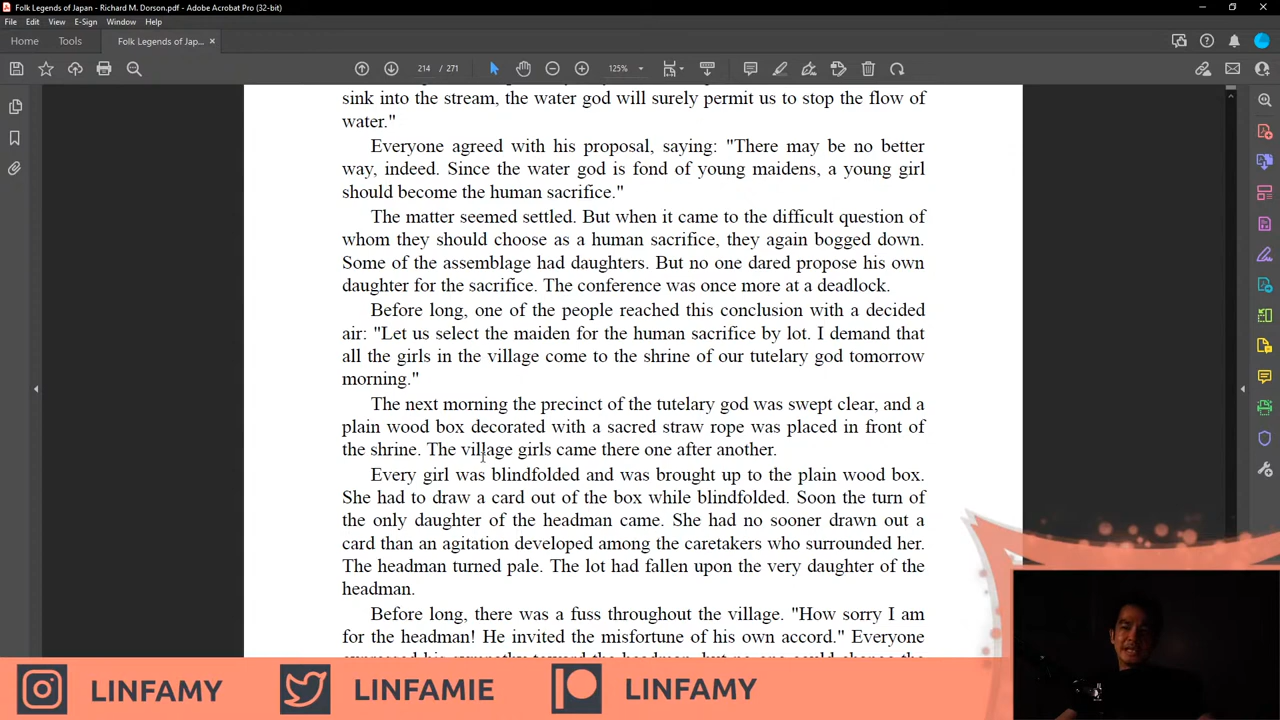 Folk Legends of Japan - Richard M. Dorson.pdf - Adobe Acrobat Pro (32-bit)
File Edit View E-Sign Window Help
Home Tools Folk Legends of Jap... ×
214 / 271 125%
sink into the stream, the water god will surely permit us to stop the flow of
water."
Everyone agreed with his proposal, saying: "There may be no better
way, indeed. Since the water god is fond of young maidens, a young girl
should become the human sacrifice."
The matter seemed settled. But when it came to the difficult question of
whom they should choose as a human sacrifice, they again bogged down.
Some of the assemblage had daughters. But no one dared propose his own
daughter for the sacrifice. The conference was once more at a deadlock.
Before long, one of the people reached this conclusion with a decided
air: "Let us select the maiden for the human sacrifice by lot. I demand that
all the girls in the village come to the shrine of our tutelary god tomorrow
morning."
The next morning the precinct of the tutelary god was swept clear, and a
plain wood box decorated with a sacred straw rope was placed in front of
the shrine. The village girls came there one after another.
Every girl was blindfolded and was brought up to the plain wood box.
She had to draw a card out of the box while blindfolded. Soon the turn of
the only daughter of the headman came. She had no sooner drawn out a
card than an agitation developed among the caretakers who surrounded her.
The headman turned pale. The lot had fallen upon the very daughter of the
headman.
Before long, there was a fuss throughout the village. "How sorry I am
for the headman! He invited the misfortune of his own accord." Everyone
LINFAMY LINFAMIE LINFAMY